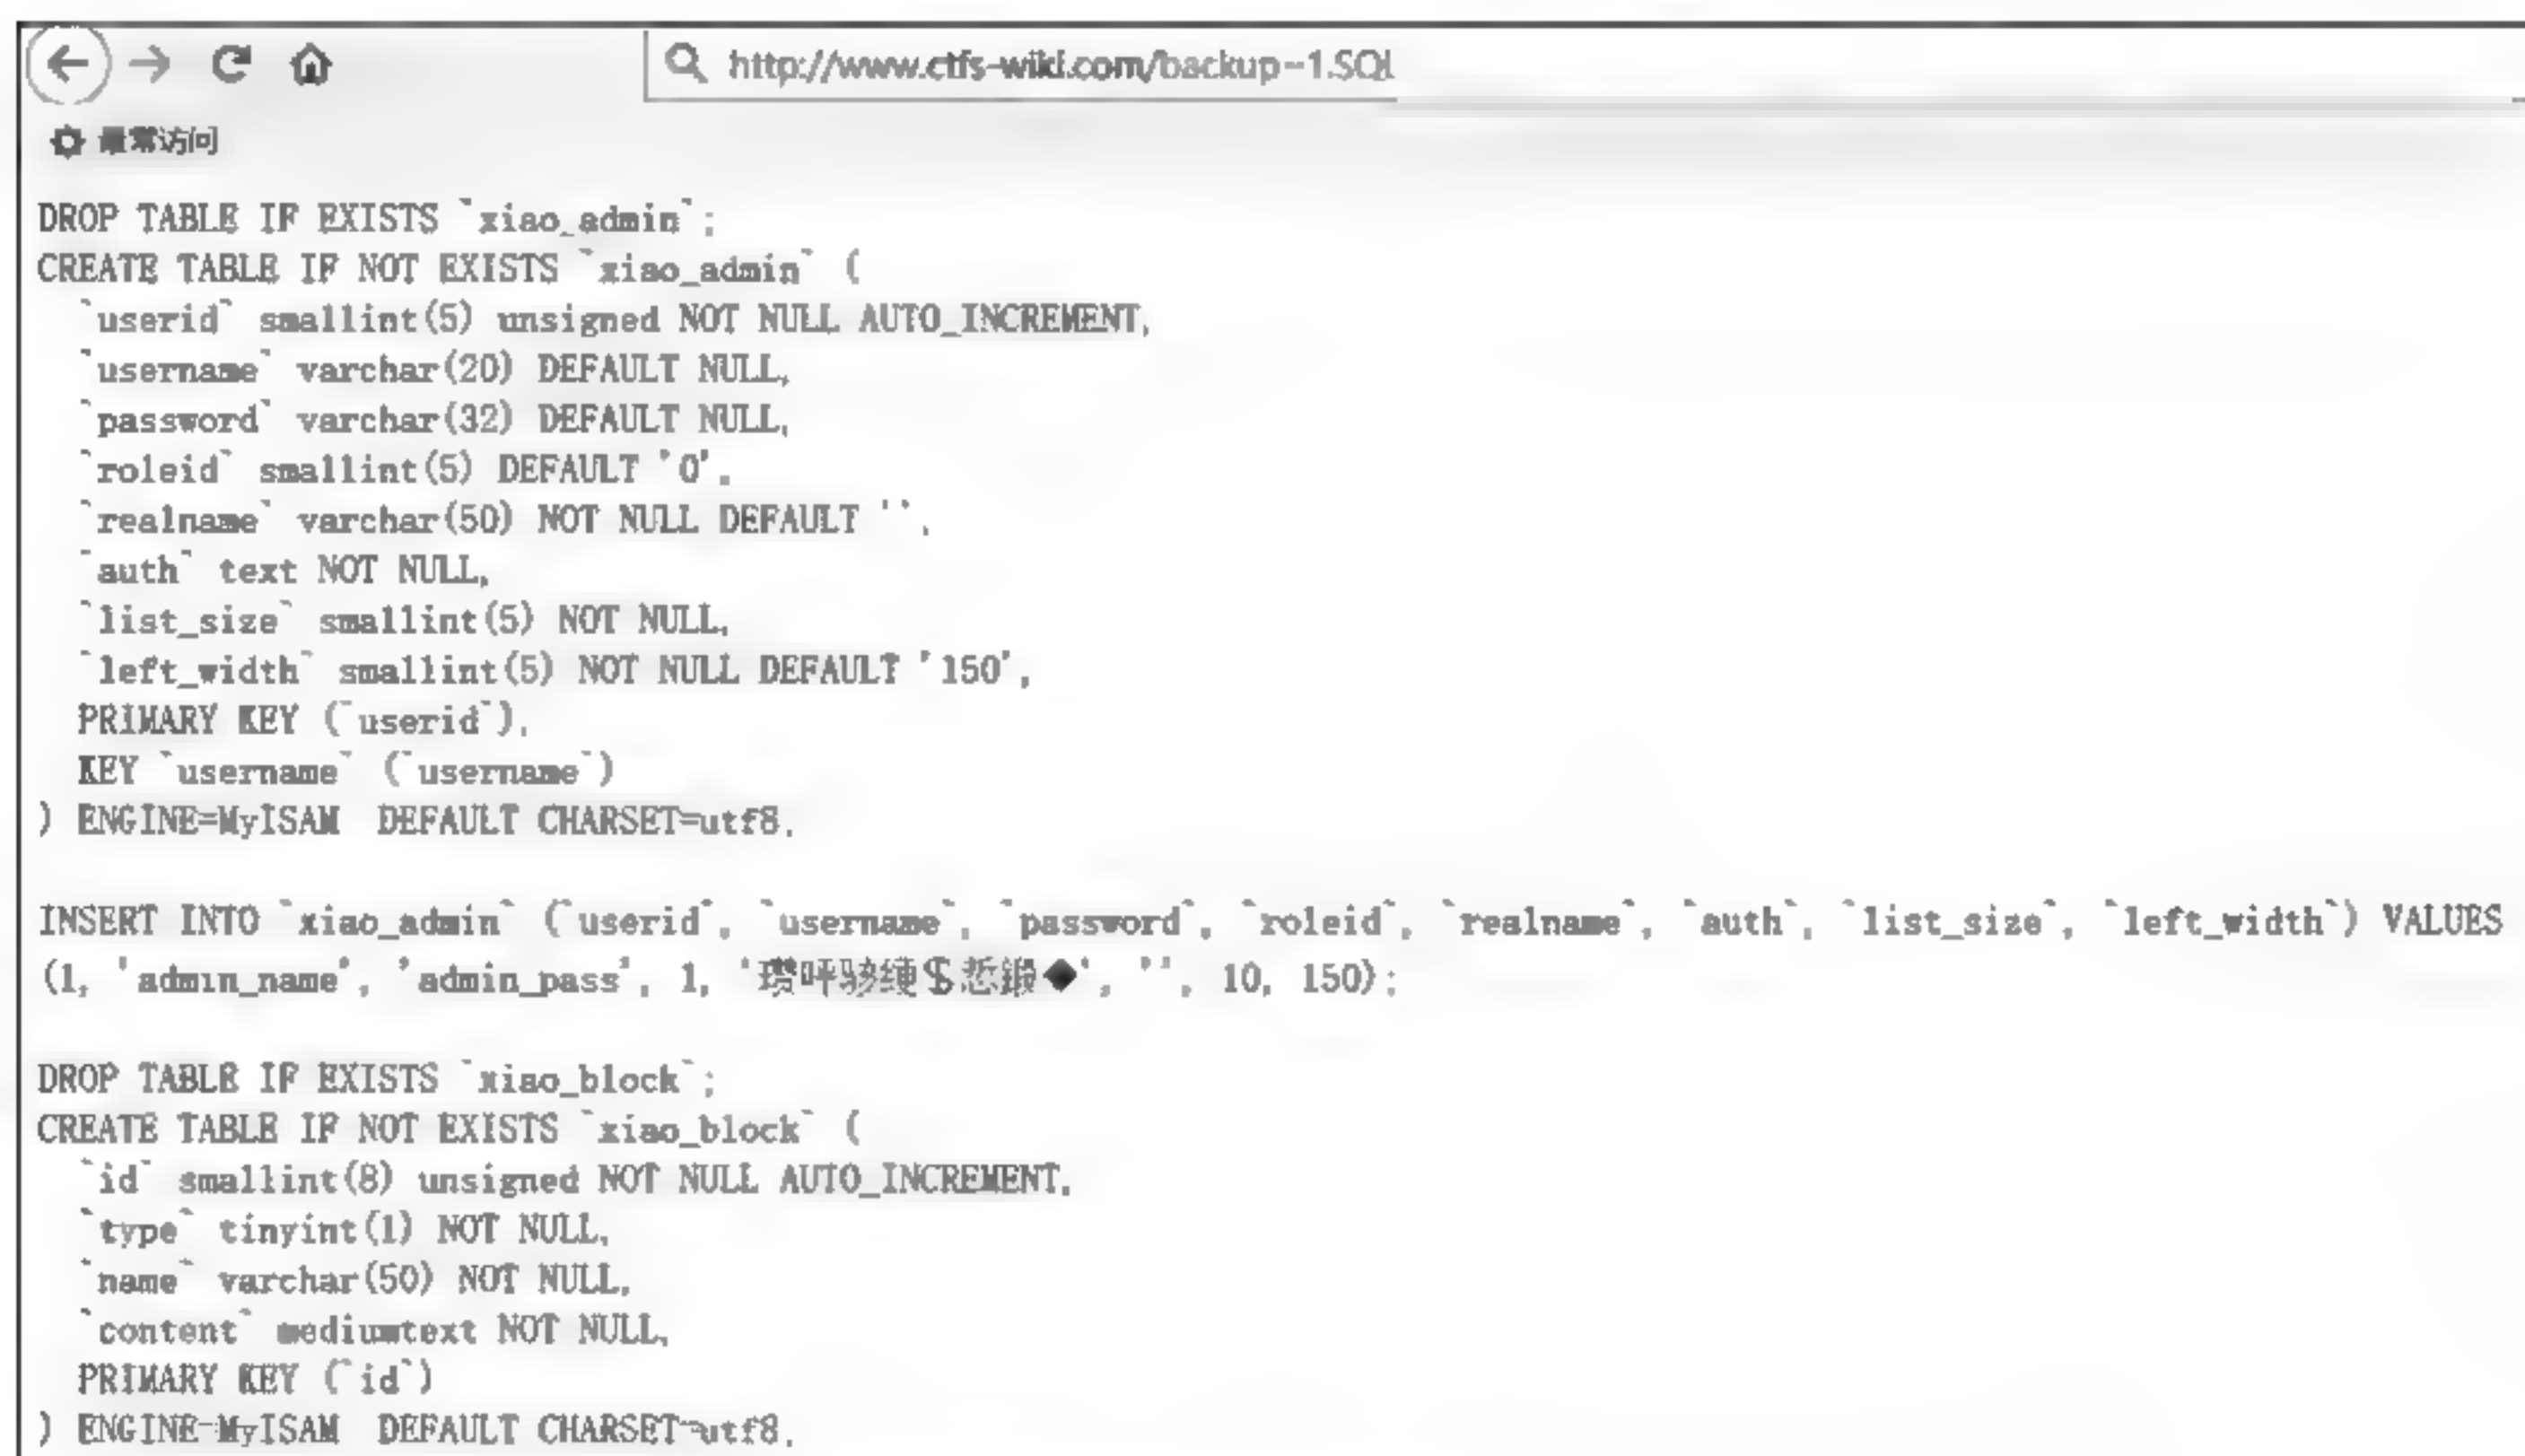 http://www.ctfs-wiki.com/backup-1.SQL
最常访问
DROP TABLE IF EXISTS `xiao_admin`;
CREATE TABLE IF NOT EXISTS `xiao_admin` (
`userid` smallint(5) unsigned NOT NULL AUTO_INCREMENT,
`username` varchar(20) DEFAULT NULL,
`password` varchar(32) DEFAULT NULL,
`roleid` smallint(5) DEFAULT '0',
`realname` varchar(50) NOT NULL DEFAULT '',
`auth` text NOT NULL,
`list_size` smallint(5) NOT NULL,
`left_width` smallint(5) NOT NULL DEFAULT '150',
PRIMARY KEY (`userid`),
KEY `username` (`username`)
) ENGINE=MyISAM  DEFAULT CHARSET=utf8,
INSERT INTO `xiao_admin` (`userid`, `username`, `password`, `roleid`, `realname`, `auth`, `list_size`, `left_width`) VALUES
(1, 'admin_name', 'admin_pass', 1, '', '', 10, 150);
DROP TABLE IF EXISTS `xiao_block`;
CREATE TABLE IF NOT EXISTS `xiao_block` (
`id` smallint(8) unsigned NOT NULL AUTO_INCREMENT,
`type` tinyint(1) NOT NULL,
`name` varchar(50) NOT NULL,
`content` mediumtext NOT NULL,
PRIMARY KEY (`id`)
) ENGINE=MyISAM  DEFAULT CHARSET=utf8,